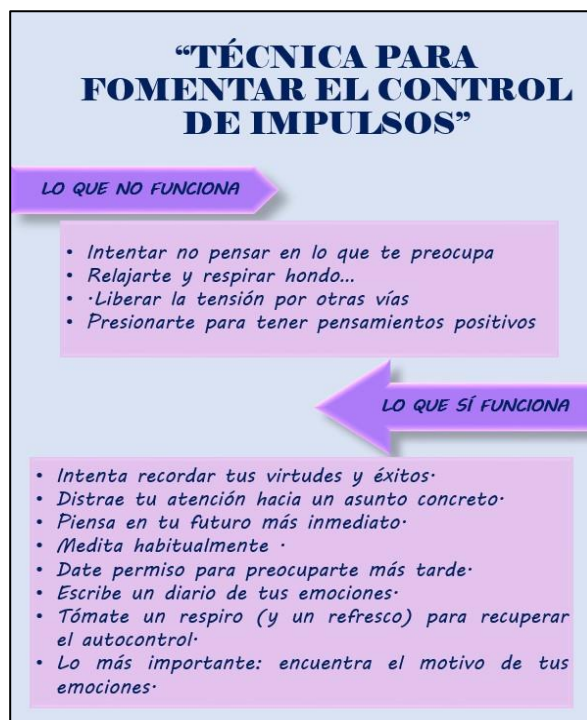 “TÉCNICA PARA
FOMENTAR EL CONTROL
DE IMPULSOS”
LO QUE NO FUNCIONA
• Intentar no pensar en lo que te preocupa
• Relajarte y respirar hondo...
• ·Liberar la tensión por otras vías
• Presionarte para tener pensamientos positivos
LO QUE SÍ FUNCIONA
• Intenta recordar tus virtudes y éxitos·
• Distrae tu atención hacia un asunto concreto·
• Piensa en tu futuro más inmediato·
• Medita habitualmente ·
• Date permiso para preocuparte más tarde·
• Escribe un diario de tus emociones·
• Tómate un respiro (y un refresco) para recuperar
el autocontrol·
• Lo más importante: encuentra el motivo de tus
emociones·